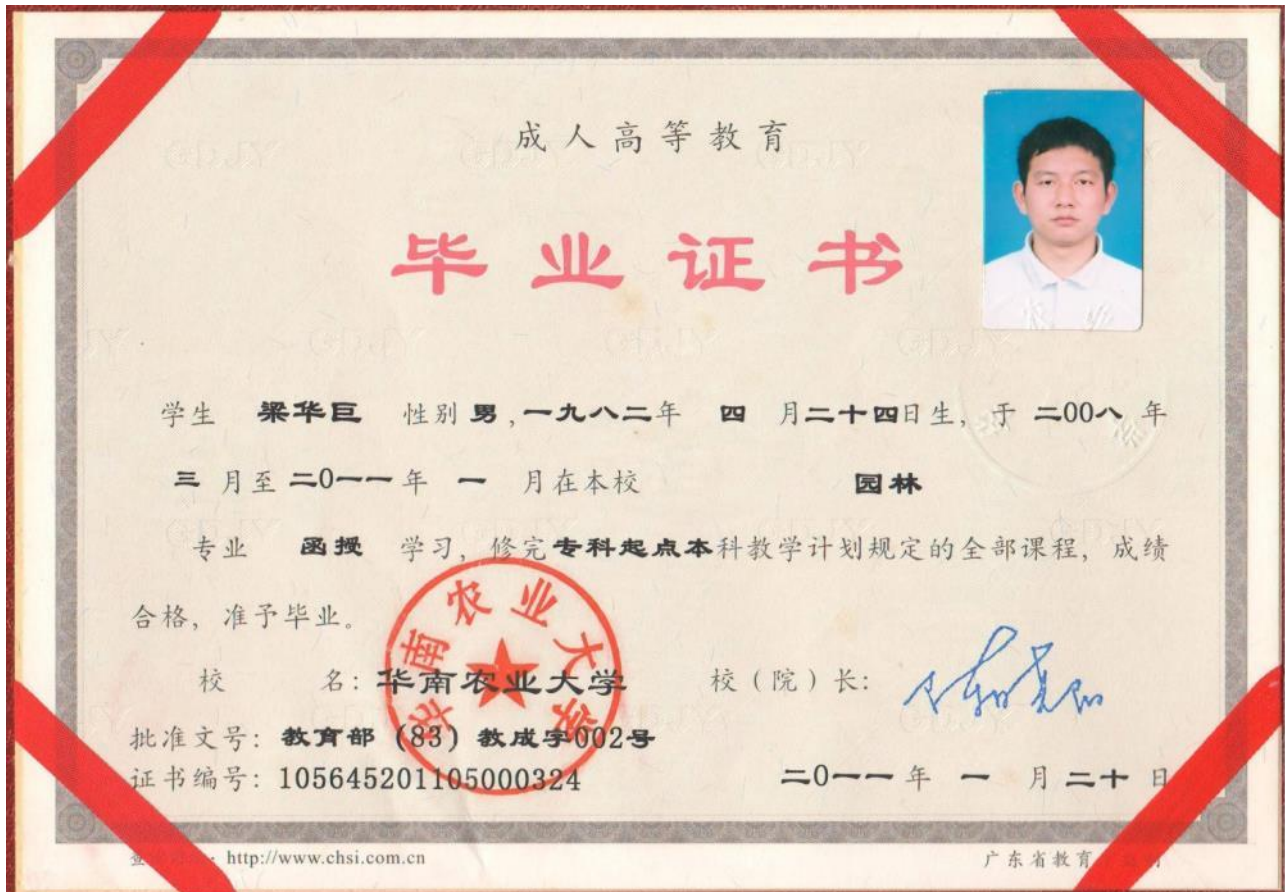 成人高等教育
毕业证书
学生 梁华巨 性别 男,一九八二年 四 月二十四日生,于 二00八 年
三 月至 二0一一 年 一 月在本校 园林
专业 函授 学习,修完专科起点本科教学计划规定的全部课程,成绩
合格,准予毕业。
华南农业大学
校 名:华南农业大学 校(院)长:
批准文号:教育部(83)教成字002号
证书编号:105645201105000324 二0一一 年 一 月 二十 日
http://www.chsi.com.cn 广东省教育